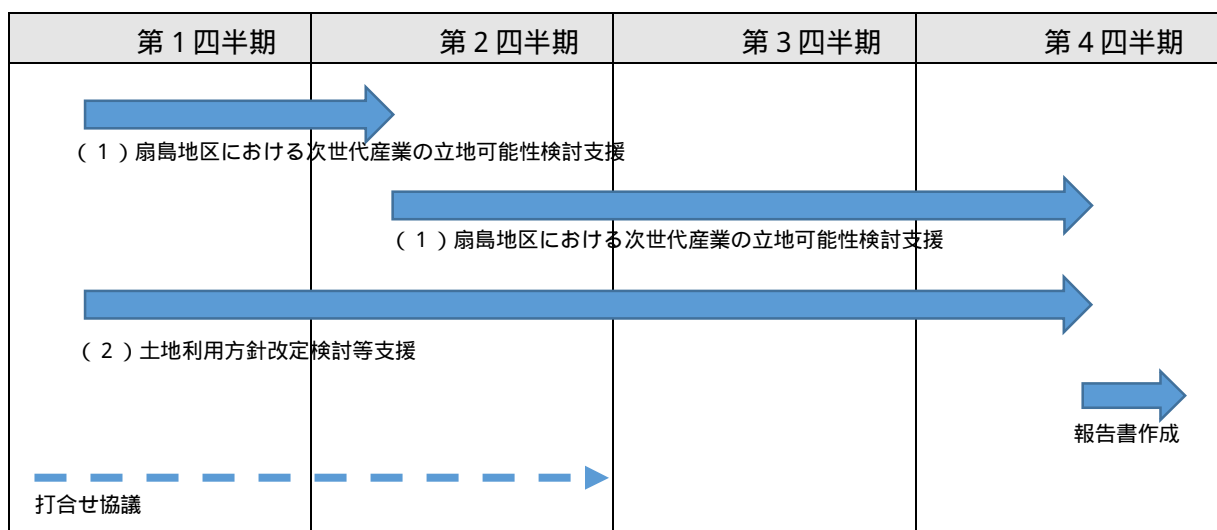 第1四半期 第2四半期 第3四半期 第4四半期
(1)扇島地区における次世代産業の立地可能性検討支援
(1)扇島地区における次世代産業の立地可能性検討支援
(2)土地利用方針改定検討等支援
報告書作成
打合せ協議